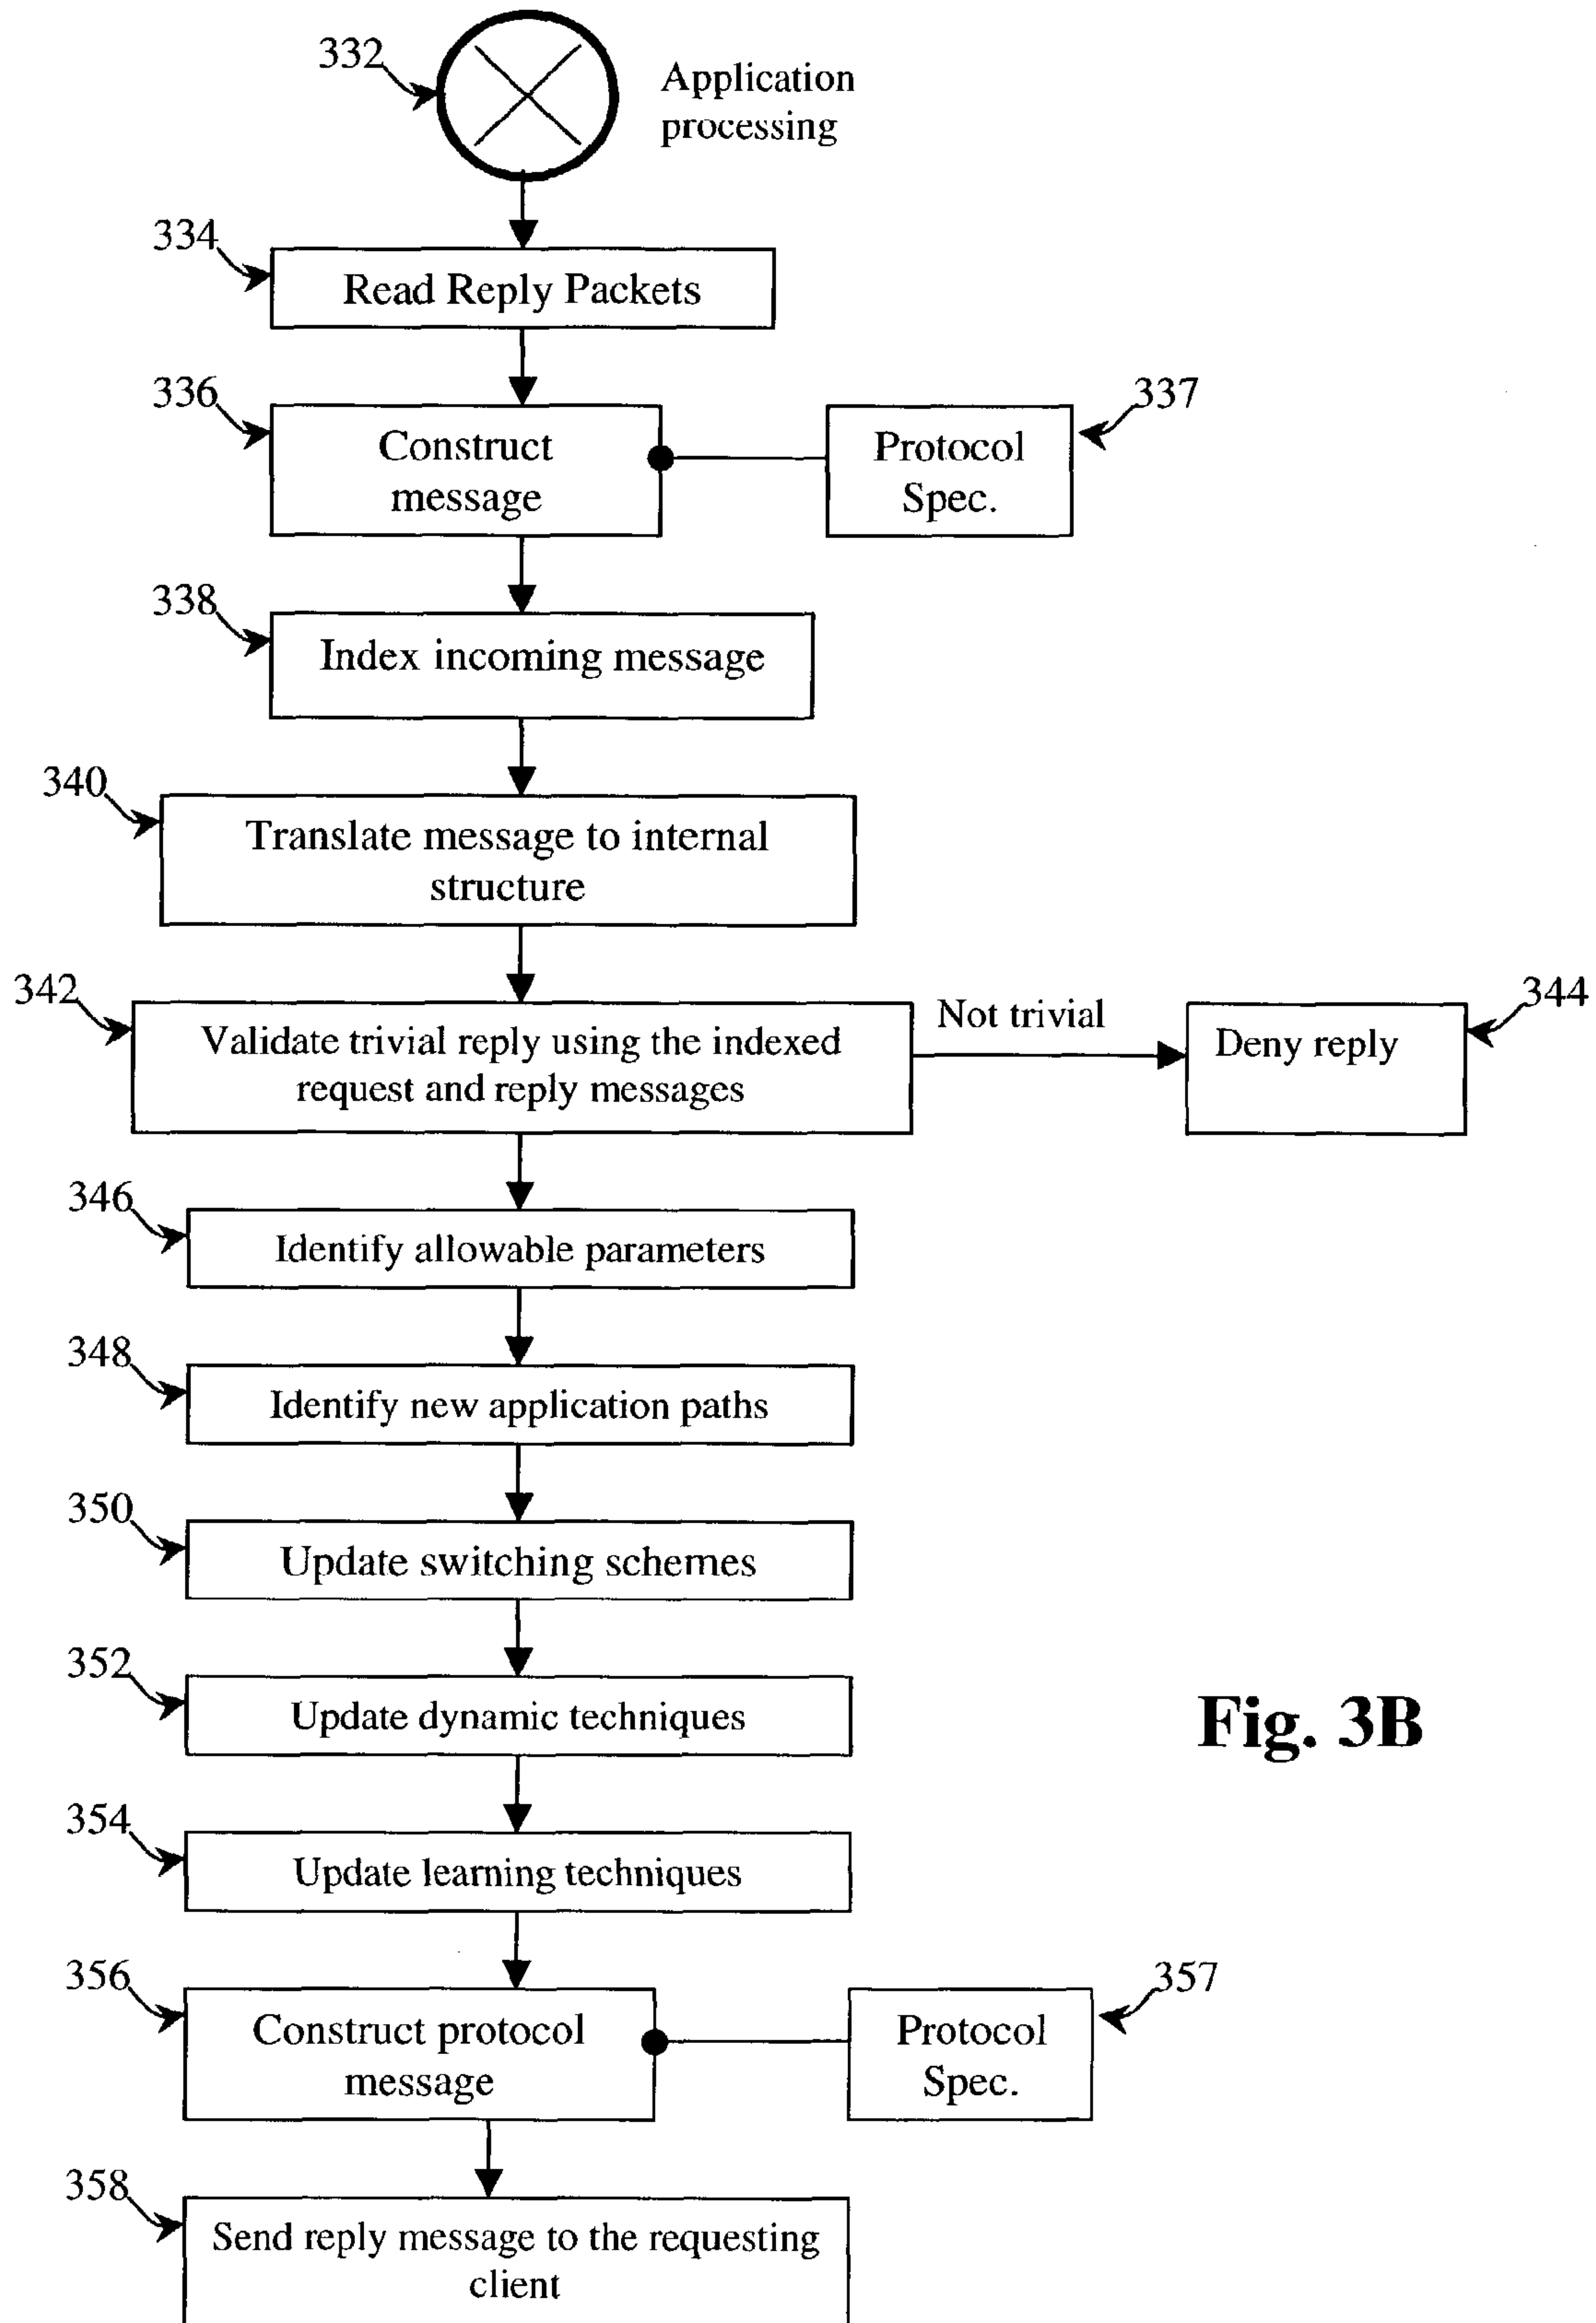 332
Application
processing
334
Read Reply Packets
336
Construct
message
337
Protocol
Spec.
338
Index incoming message
340
Translate message to internal
structure
342
Validate trivial reply using the indexed
request and reply messages
Not trivial
344
Deny reply
346
Identify allowable parameters
348
Identify new application paths
350
Update switching schemes
352
Update dynamic techniques
Fig. 3B
354
Update learning techniques
356
Construct protocol
message
357
Protocol
Spec.
358
Send reply message to the requesting
client